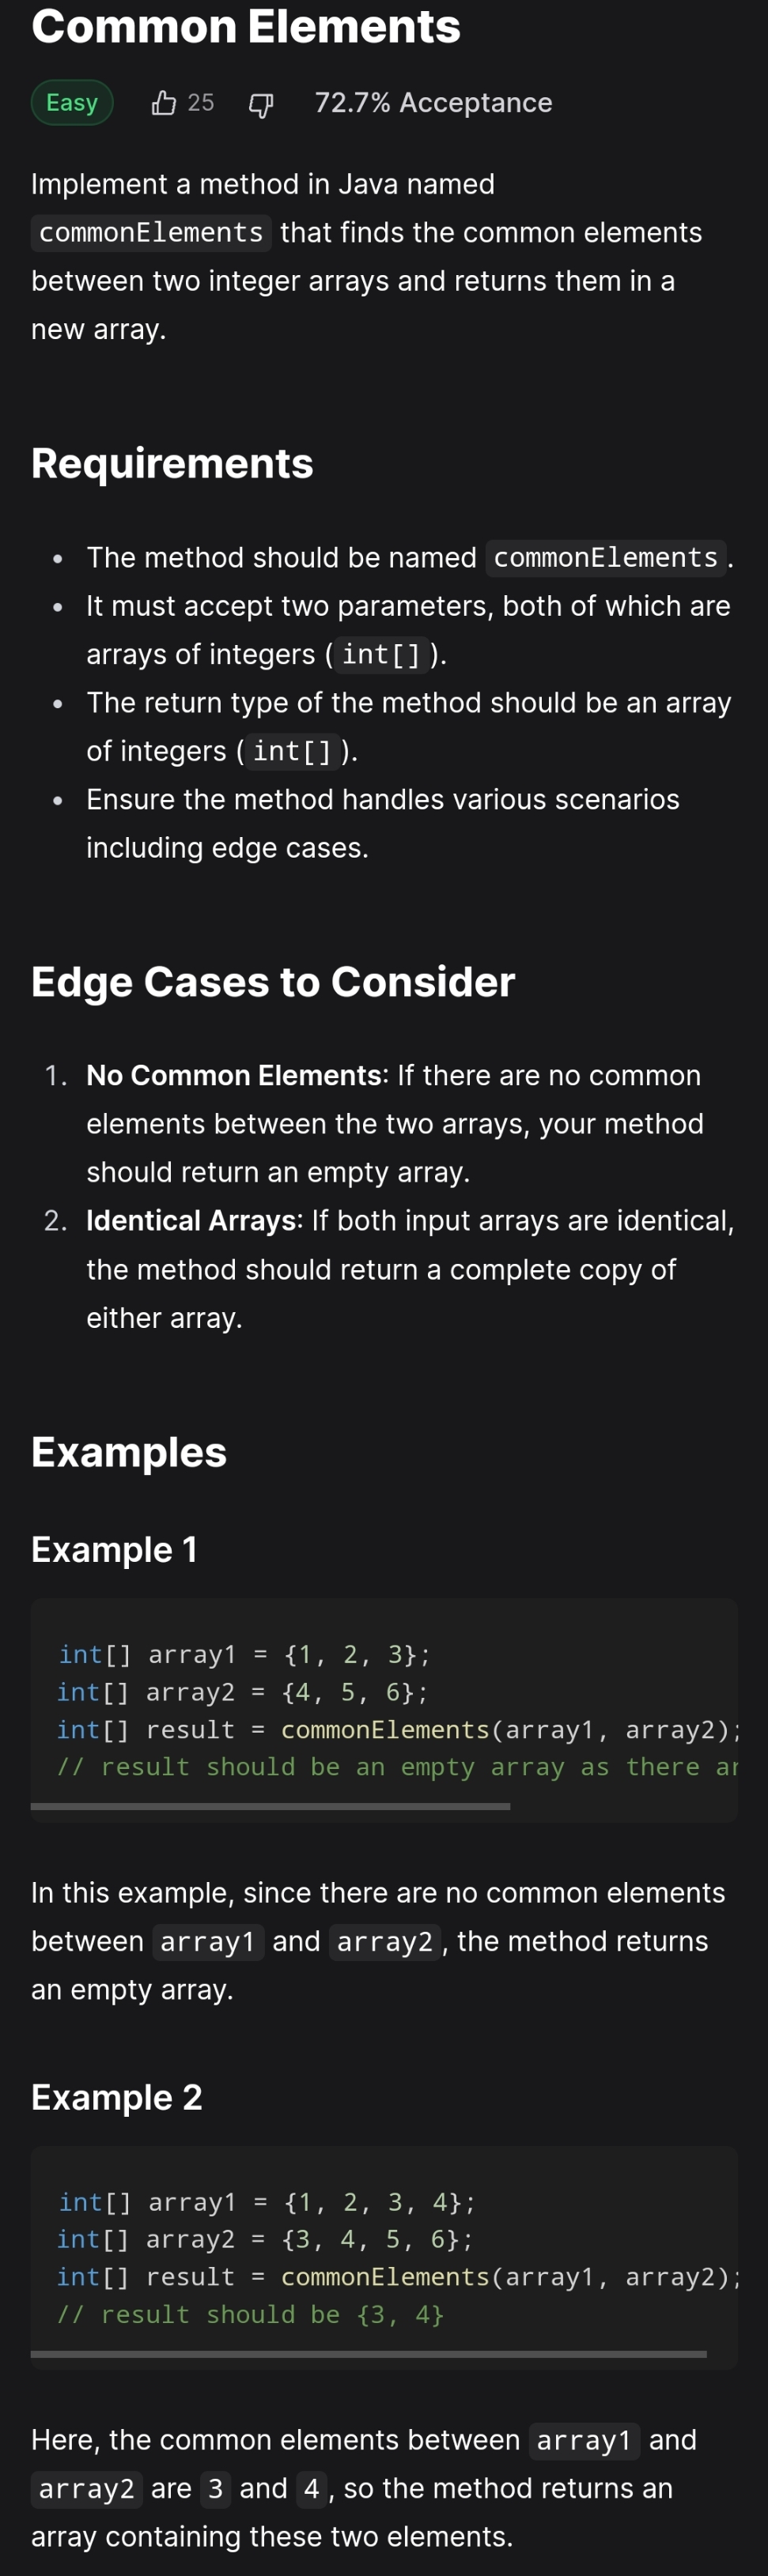 Common Elements
Easy 25 72.7% Acceptance
Implement a method in Java named
commonElements that finds the common elements
between two integer arrays and returns them in a
new array.
Requirements
• The method should be named commonElements.
• It must accept two parameters, both of which are
arrays of integers (int[]).
• The return type of the method should be an array
of integers (int[]).
• Ensure the method handles various scenarios
including edge cases.
Edge Cases to Consider
1. No Common Elements: If there are no common
elements between the two arrays, your method
should return an empty array.
2. Identical Arrays: If both input arrays are identical,
the method should return a complete copy of
either array.
Examples
Example 1
int[] array1 = {1, 2, 3};
int[] array2 = {4, 5, 6};
int[] result = commonElements(array1, array2);
// result should be an empty array as there
In this example, since there are no common elements
between array1 and array2, the method returns
an empty array.
Example 2
int[] array1 = {1, 2, 3, 4};
int[] array2 = {3, 4, 5, 6};
int[] result = commonElements(array1, array2);
// result should be {3, 4}
Here, the common elements between array1 and
array2 are 3 and 4, so the method returns an
array containing these two elements.